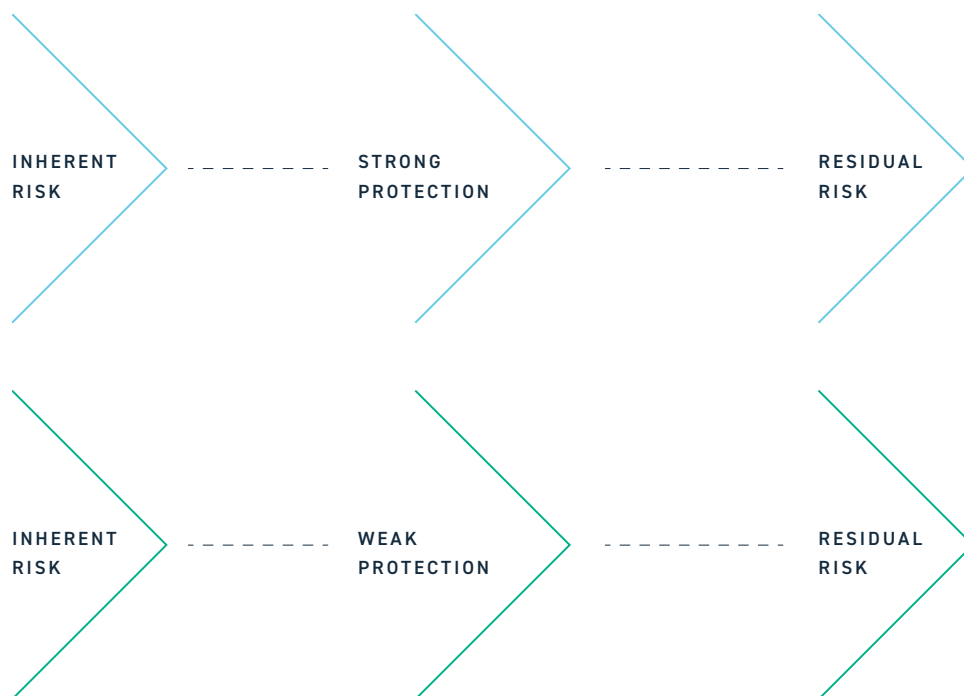 INHERENT
RISK
STRONG
PROTECTION
RESIDUAL
RISK
INHERENT
RISK
WEAK
PROTECTION
RESIDUAL
RISK